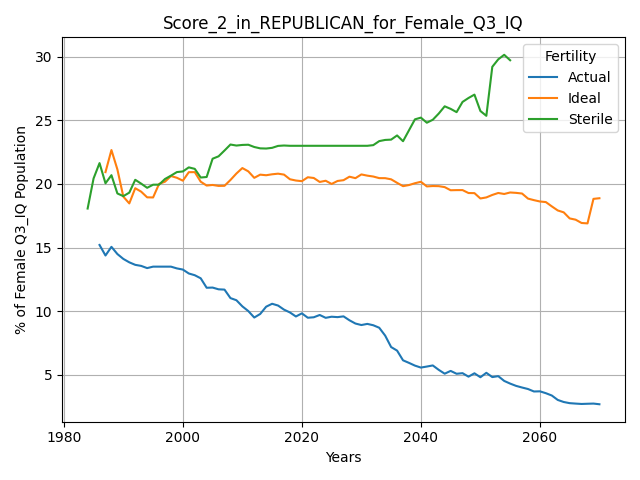 Score_2_in_REPUBLICAN_for_Female_Q3_IQ
% of Female Q3_IQ Population
30
25
20
15
10
5
Fertility
Actual
Ideal
Sterile
1980
2000
2020
2040
2060
Years